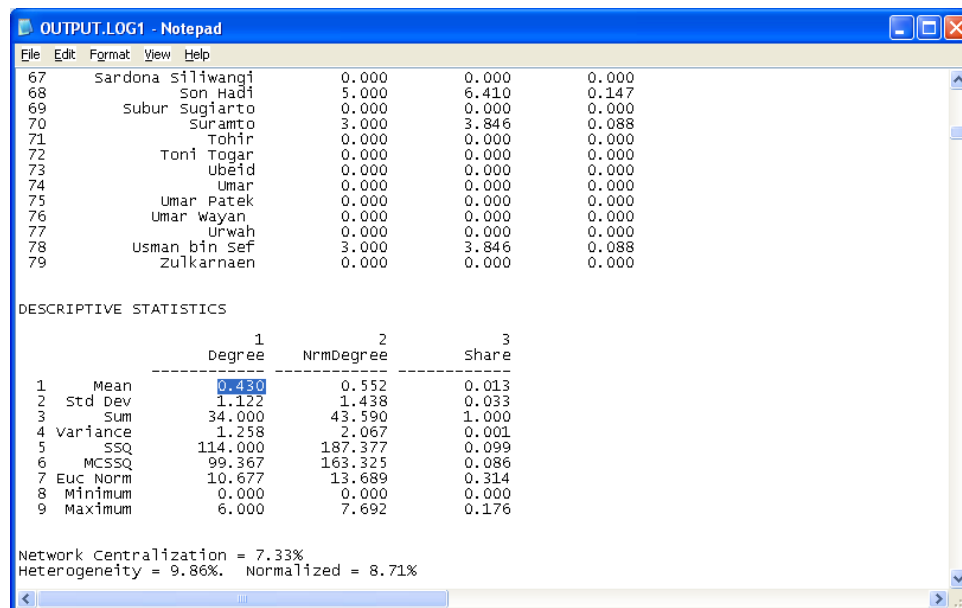 OUTPUT.LOG1 - Notepad
File Edit Format View Help
67 Sardona Siliwangi 0.000 0.000 0.000
68 Son Hadi 5.000 6.410 0.147
69 Subur Sugiarto 0.000 0.000 0.000
70 Suramto 3.000 3.846 0.088
71 Tohir 0.000 0.000 0.000
72 Toni Togar 0.000 0.000 0.000
73 Ubeid 0.000 0.000 0.000
74 Umar 0.000 0.000 0.000
75 Umar Patek 0.000 0.000 0.000
76 Umar Wayan 0.000 0.000 0.000
77 Urwah 0.000 0.000 0.000
78 Usman bin Sef 3.000 3.846 0.088
79 Zulkarnaen 0.000 0.000 0.000
DESCRIPTIVE STATISTICS
1 2 3
Degree NrmDegree Share
------------ ------------ ------------
1 Mean 0.430 0.552 0.013
2 Std Dev 1.122 1.438 0.033
3 Sum 34.000 43.590 1.000
4 Variance 1.258 2.067 0.001
5 SSQ 114.000 187.377 0.099
6 MCSSQ 99.367 163.325 0.086
7 Euc Norm 10.677 13.689 0.314
8 Minimum 0.000 0.000 0.000
9 Maximum 6.000 7.692 0.176
Network Centralization = 7.33%
Heterogeneity = 9.86%. Normalized = 8.71%